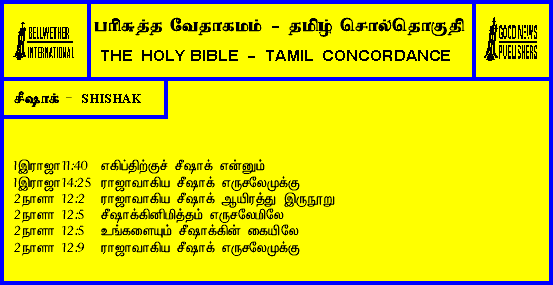 BELLWETHER
INTERNATIONAL
பரிசுத்த வேதாகமம் - தமிழ் சொல்தொகுதி
THE HOLY BIBLE - TAMIL CONCORDANCE
GOOD NEWS
PUBLISHERS
சீஷாக் - SHISHAK
1இராஜா11:40 எகிப்திற்குச் சீஷாக் என்னும்
1இராஜா14:25 ராஜாவாகிய சீஷாக் எருசலேமுக்கு
2நாளா 12:2 ராஜாவாகிய சீஷாக் ஆயிரத்து இருநூறு
2நாளா 12:5 சீஷாக்கினிமித்தம் எருசலேமிலே
2நாளா 12:5 உங்களையும் சீஷாக்கின் கையிலே
2நாளா 12:9 ராஜாவாகிய சீஷாக் எருசலேமுக்கு